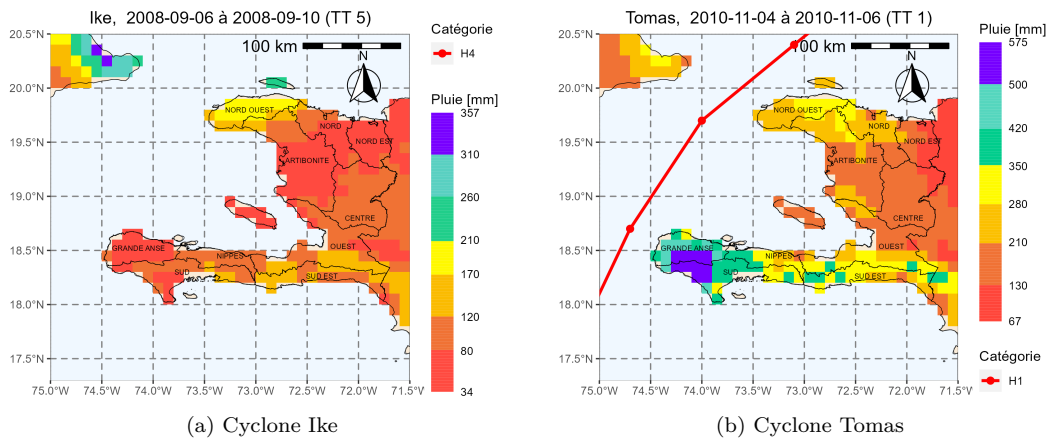 Ike,  2008-09-06 à 2008-09-10 (TT 5)
20.5°N
20.0°N
19.5°N
19.0°N
18.5°N
18.0°N
17.5°N
75.0°W
74.5°W
74.0°W
73.5°W
73.0°W
72.5°W
72.0°W
71.5°W
100 km
N
NORD OUEST
NORD
NORD EST
ARTIBONITE
CENTRE
GRANDE ANSE
NIPPES
OUEST
SUD
SUD EST
Catégorie
H4
Pluie [mm]
357
310
260
210
170
120
80
34
(a) Cyclone Ike
Tomas,  2010-11-04 à 2010-11-06 (TT 1)
20.5°N
20.0°N
19.5°N
19.0°N
18.5°N
18.0°N
17.5°N
75.0°W
74.5°W
74.0°W
73.5°W
73.0°W
72.5°W
72.0°W
71.5°W
100 km
N
NORD OUEST
NORD
NORD EST
ARTIBONITE
CENTRE
GRANDE ANSE
NIPPES
OUEST
SUD
SUD EST
Pluie [mm]
575
500
420
350
280
210
130
67
Catégorie
H1
(b) Cyclone Tomas